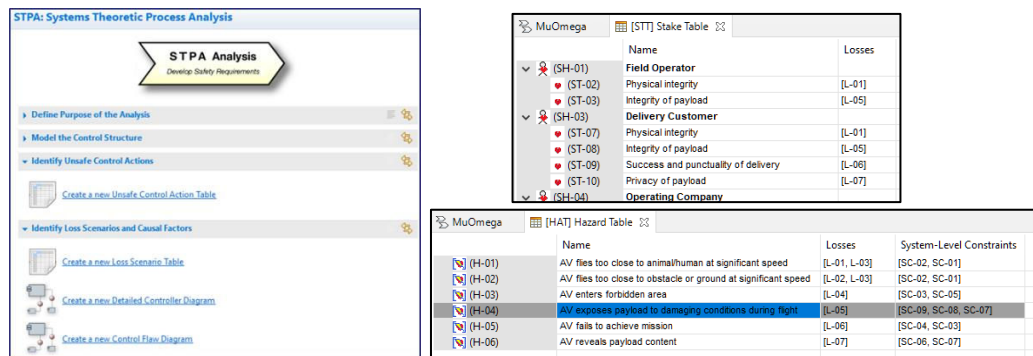 STPA: Systems Theoretic Process Analysis
STPA Analysis
Develop Safety Requirements
Define Purpose of the Analysis
Model the Control Structure
Identify Unsafe Control Actions
Create a new Unsafe Control Action Table
Identify Loss Scenarios and Causal Factors
Create a new Loss Scenario Table
Create a new Detailed Controller Diagram
Create a new Control Flaw Diagram
MuOmega [STT] Stake Table
Name Losses
(SH-01) Field Operator
(ST-02) Physical integrity [L-01]
(ST-03) Integrity of payload [L-05]
(SH-03) Delivery Customer
(ST-07) Physical integrity [L-01]
(ST-08) Integrity of payload [L-05]
(ST-09) Success and punctuality of delivery [L-06]
(ST-10) Privacy of payload [L-07]
(SH-04) Operating Company
MuOmega [HAT] Hazard Table
Name Losses System-Level Constraints
(H-01) AV flies too close to animal/human at significant speed [L-01, L-03] [SC-02, SC-01]
(H-02) AV flies too close to obstacle or ground at significant speed [L-02, L-03] [SC-02, SC-01]
(H-03) AV enters forbidden area [L-04] [SC-03, SC-05]
(H-04) AV exposes payload to damaging conditions during flight [L-05] [SC-09, SC-08, SC-07]
(H-05) AV fails to achieve mission [L-06] [SC-04, SC-03]
(H-06) AV reveals payload content [L-07] [SC-06, SC-07]